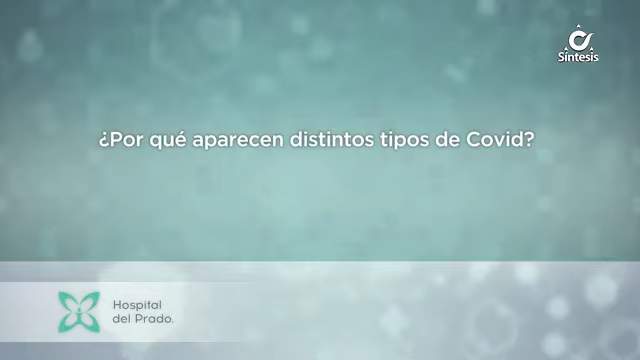 Síntesis
¿Por qué aparecen distintos tipos de Covid?
Hospital
del Prado.